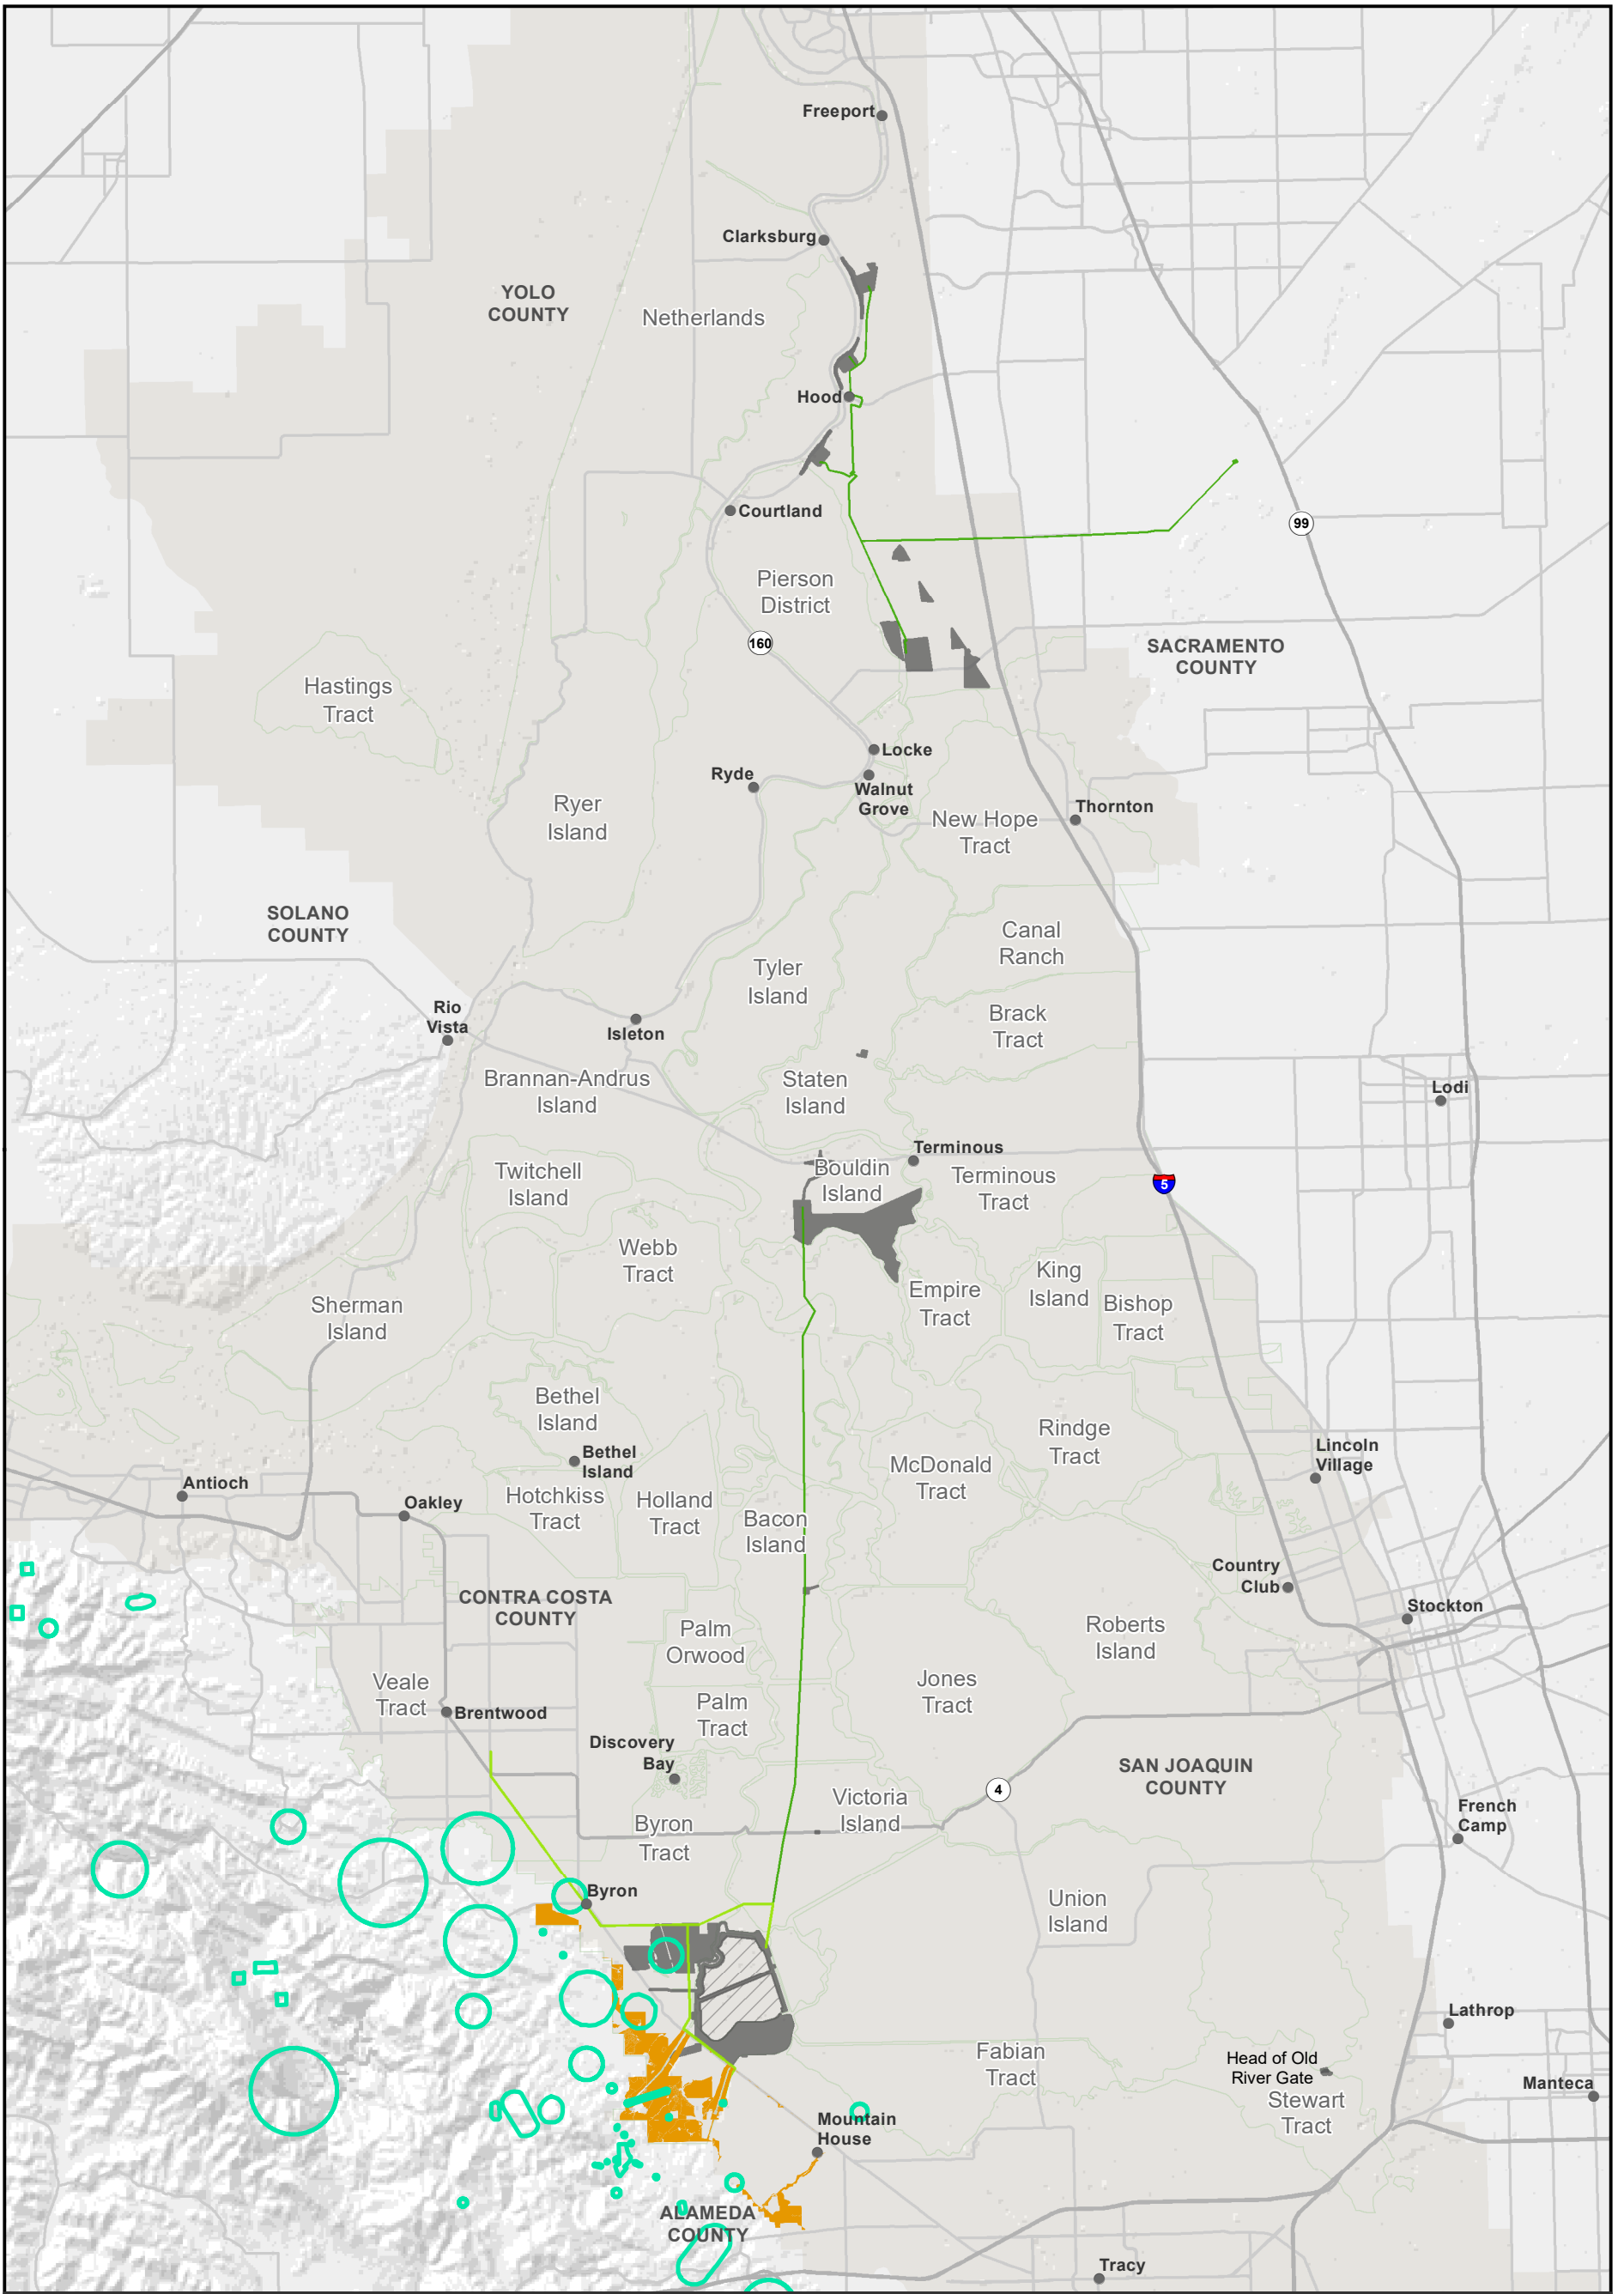 Freeport
Clarksburg
YOLO
COUNTY
Netherlands
Hood
Courtland
99
Pierson
District
160
SACRAMENTO
COUNTY
Hastings
Tract
Locke
Ryde
Walnut
Grove
Ryer
Island
New Hope
Tract
Thornton
SOLANO
COUNTY
Canal
Ranch
Tyler
Island
Rio
Vista
Isleton
Brack
Tract
Brannan-Andrus
Island
Staten
Island
Lodi
Terminous
Twitchell
Island
Bouldin
Island
Terminous
Tract
5
Webb
Tract
King
Island
Empire
Tract
Bishop
Tract
Sherman
Island
Bethel
Island
Bethel
Island
Rindge
Tract
Lincoln
Village
McDonald
Tract
Antioch
Oakley
Hotchkiss
Tract
Holland
Tract
Bacon
Island
Country
Club
CONTRA COSTA
COUNTY
Stockton
Palm
Orwood
Roberts
Island
Veale
Tract
Jones
Tract
Brentwood
Palm
Tract
Discovery
Bay
SAN JOAQUIN
COUNTY
4
Victoria
Island
French
Camp
Byron
Tract
Byron
Union
Island
Lathrop
Fabian
Tract
Head of Old
River Gate
Stewart
Tract
Manteca
Mountain
House
ALAMEDA
COUNTY
Tracy